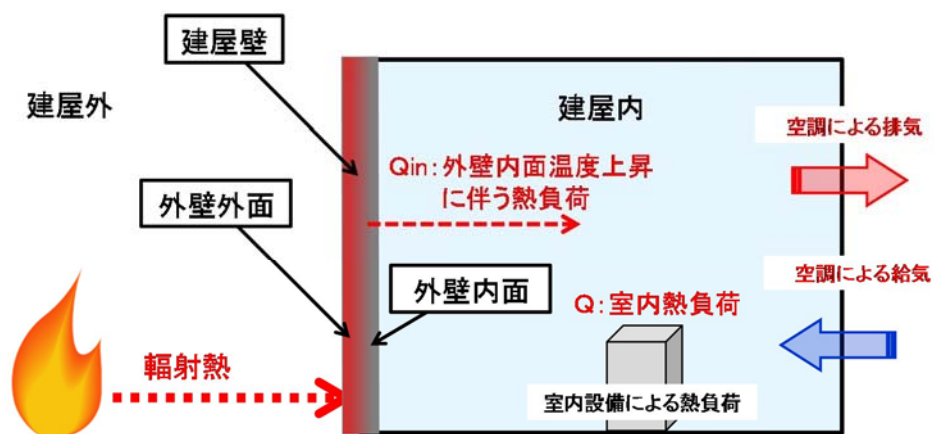 建屋壁
建屋外
建屋内
空調による排気
Qin：外壁内面温度上昇
に伴う熱負荷
外壁外面
空調による給気
外壁内面
Q：室内熱負荷
輻射熱
室内設備による熱負荷